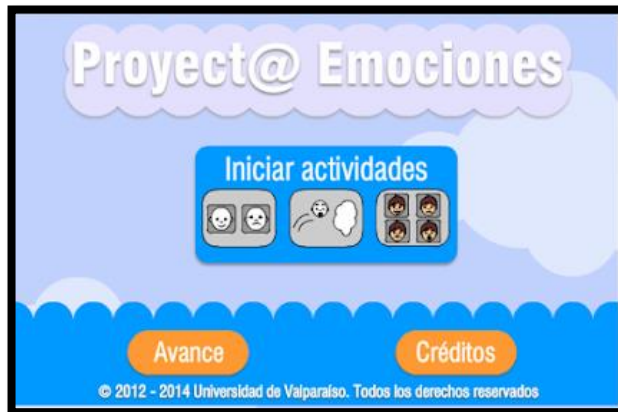 Proyect@ Emociones
Iniciar actividades
Avance
Créditos
© 2012 - 2014 Universidad de Valparaíso. Todos los derechos reservados